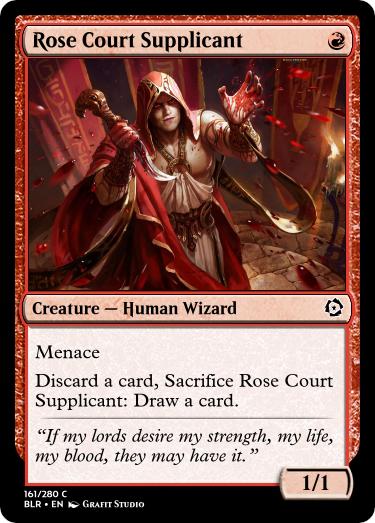 Rose Court Supplicant
Creature — Human Wizard
Menace
Discard a card, Sacrifice Rose Court
Supplicant: Draw a card.
“If my lords desire my strength, my life,
my blood, they may have it.”
1/1
161/280 C
BLR • EN Grafit Studio